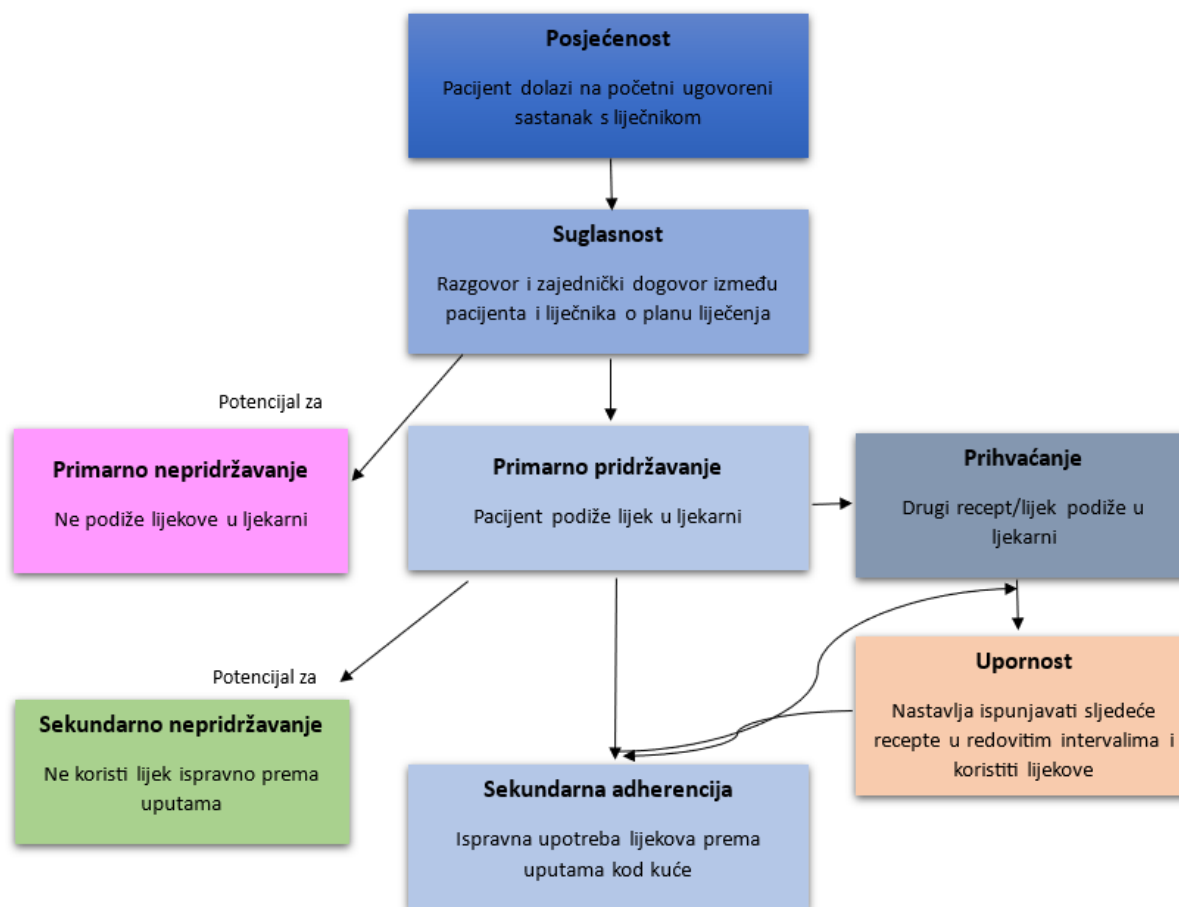 Posjećenost
Pacijent dolazi na početni ugovoreni
sastanak s liječnikom
Suglasnost
Razgovor i zajednički dogovor između
pacijenta i liječnika o planu liječenja
Potencijal za
Primarno nepridržavanje
Ne podiže lijekove u ljekarni
Primarno pridržavanje
Pacijent podiže lijek u ljekarni
Prihvaćanje
Drugi recept/lijek podiže u
ljekarni
Potencijal za
Sekundarno nepridržavanje
Ne koristi lijek ispravno prema
uputama
Upornost
Nastavlja ispunjavati sljedeće
recepte u redovitim intervalima i
koristiti lijekove
Sekundarna adherencija
Ispravna upotreba lijekova prema
uputama kod kuće